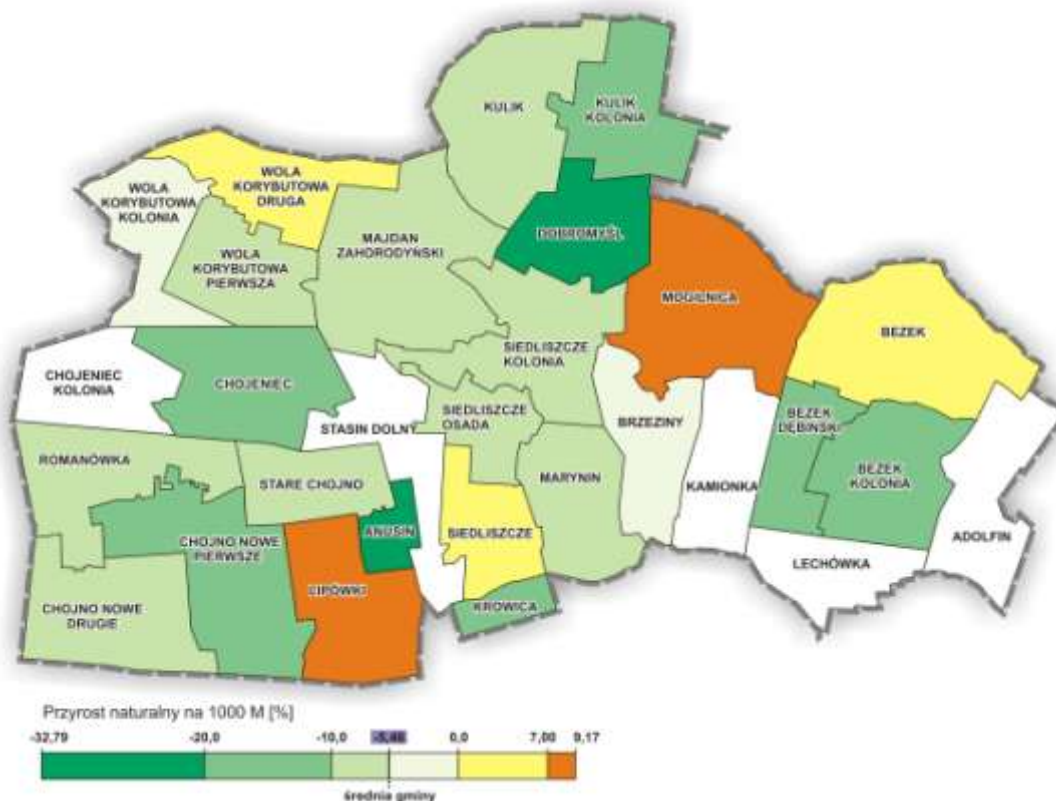 KULIK
KULIK
KOLONIA
WOLA
KORYBUTOWA
DRUGA
WOLA
KORYBUTOWA
KOLONIA
DOBROMYŚL
MAJDAN
ZAHORODYŃSKI
WOLA
KORYBUTOWA
PIERWSZA
MOGILNICA
BEZEK
SIEDLISZCZE
KOLONIA
CHOJENIEC
KOLONIA
CHOJENIEC
SIEDLISZCZE
OSADA
BRZEZINY
BEZEK
DĘBIŃSKI
STASIN DOLNY
ROMANÓWKA
STARE CHOJNO
MARYNIN
KAMIONKA
BEZEK
KOLONIA
ANUSIN
SIEDLISZCZE
ADOLFIN
CHOJNO NOWE
PIERWSZE
LECHÓWKA
LIPÓWKI
KROWICA
CHOJNO NOWE
DRUGIE
Przyrost naturalny na 1000 M [%]
-32,79 -20,0 -10,0 -5,46 0,0 7,00 9,17
średnia gminy